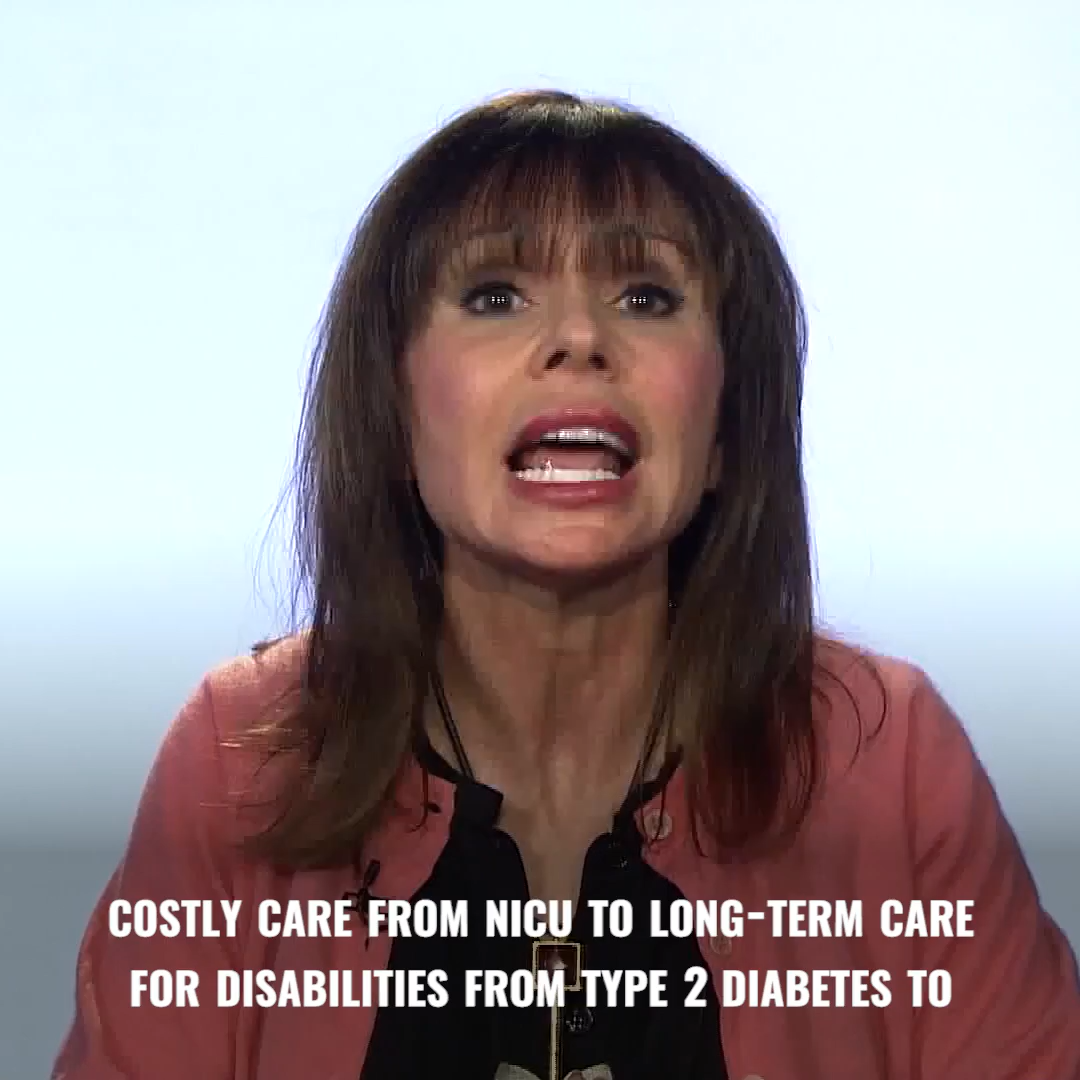 COSTLY CARE FROM NICU TO LONG-TERM CARE
FOR DISABILITIES FROM TYPE 2 DIABETES TO